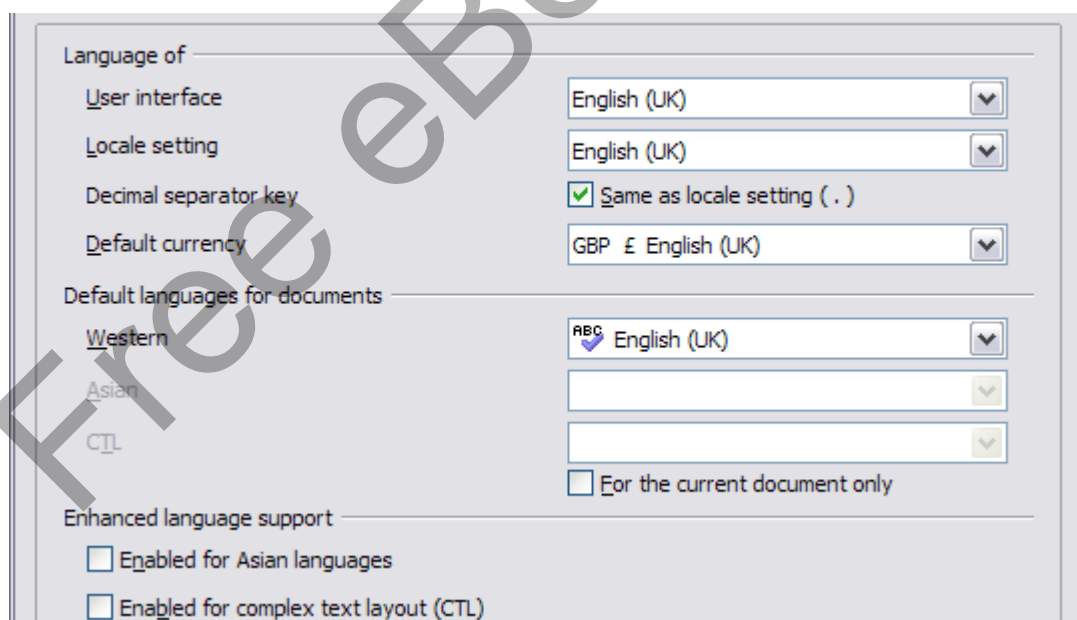 Language of
User interface English (UK)
Locale setting English (UK)
Decimal separator key Same as locale setting ( . )
Default currency GBP £ English (UK)
Default languages for documents
Western ABC English (UK)
Asian
CTL
For the current document only
Enhanced language support
Enabled for Asian languages
Enabled for complex text layout (CTL)
Free eB